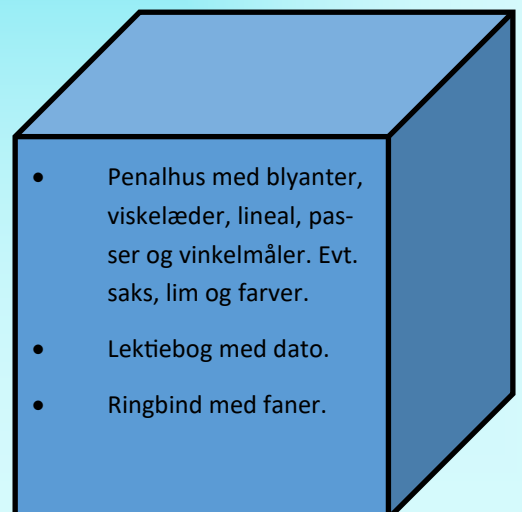 • Penalhus med blyanter,
viskelæder, lineal, pas-
ser og vinkelmåler. Evt.
saks, lim og farver.
• Lektiebog med dato.
• Ringbind med faner.